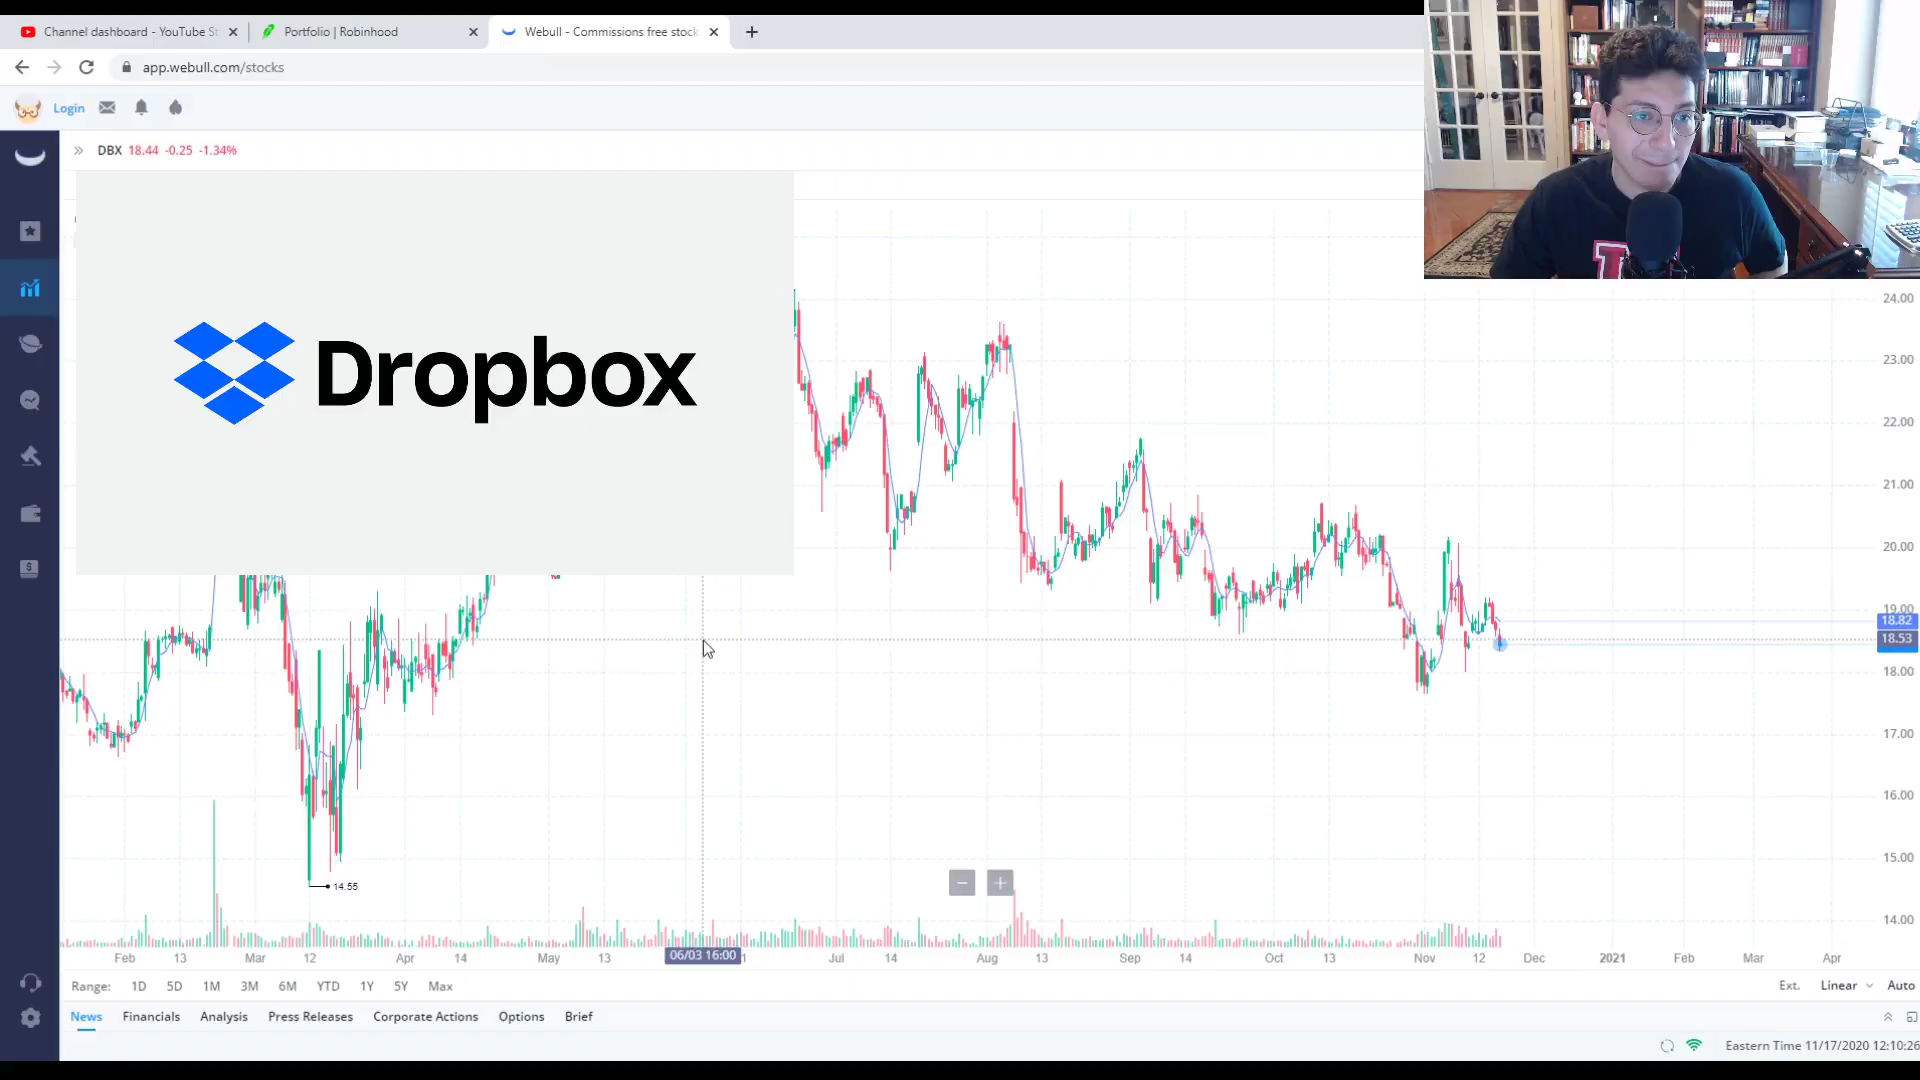 Channel dashboard - YouTube St
Portfolio | Robinhood
Webull - Commissions free stock
app.webull.com/stocks
Login
DBX 18.44 -0.25 -1.34%
Dropbox
24.00
23.00
22.00
21.00
20.00
19.00
18.82
18.53
18.00
17.00
16.00
15.00
14.00
14.55
Feb 13 Mar 12 Apr 14 May 13 06/03 16:00 1 Jul 14 Aug 13 Sep 14 Oct 13 Nov 12 Dec 2021 Feb Mar Apr
Range: 1D 5D 1M 3M 6M YTD 1Y 5Y Max Ext. Linear Auto
News Financials Analysis Press Releases Corporate Actions Options Brief
Eastern Time 11/17/2020 12:10:26